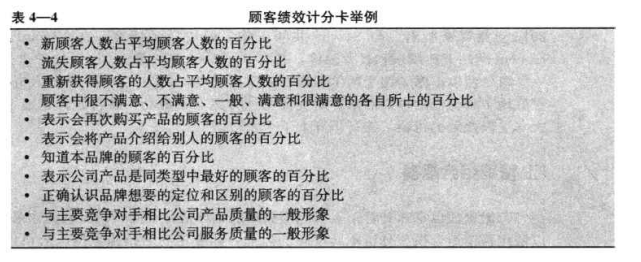 表 4—4 顾客绩效计分卡举例
• 新顾客人数占平均顾客人数的百分比
• 流失顾客人数占平均顾客人数的百分比
• 重新获得顾客的人数占平均顾客人数的百分比
• 顾客中很不满意、不满意、一般、满意和很满意的各自所占的百分比
• 表示会再次购买产品的顾客的百分比
• 表示会将产品介绍给别人的顾客的百分比
• 知道本品牌的顾客的百分比
• 表示公司产品是同类型中最好的顾客的百分比
• 正确认识品牌想要的定位和区别的顾客的百分比
• 与主要竞争对手相比公司产品质量的一般形象
• 与主要竞争对手相比公司服务质量的一般形象